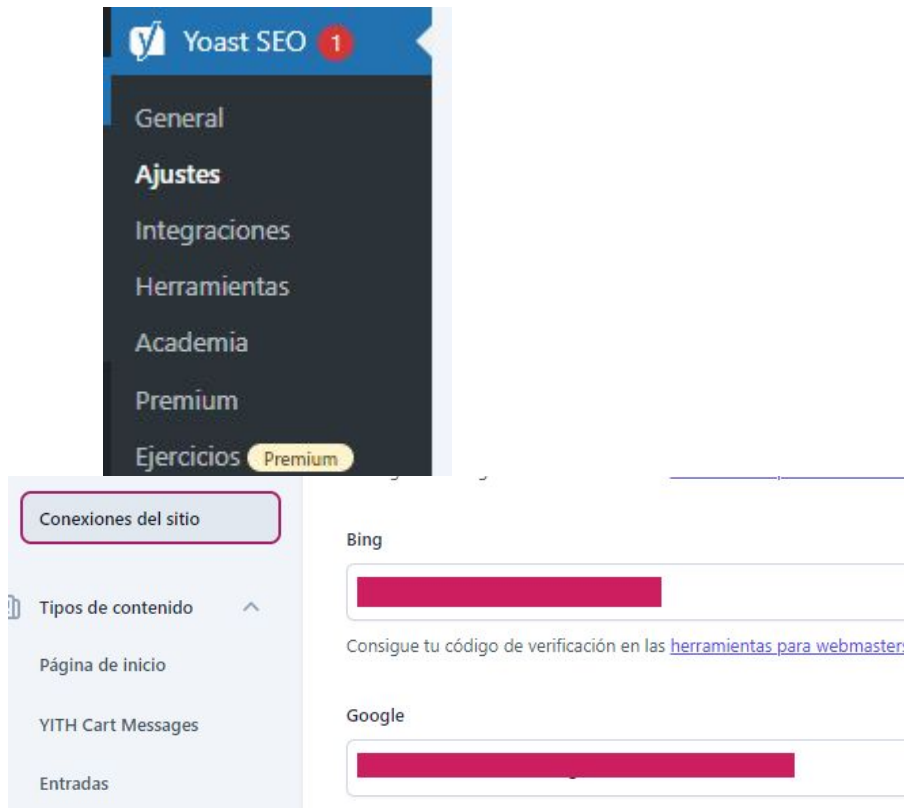 Yoast SEO 1
General
Ajustes
Integraciones
Herramientas
Academia
Premium
Ejercicios Premium
Conexiones del sitio
Tipos de contenido
Página de inicio
YITH Cart Messages
Entradas
Bing
Consigue tu código de verificación en las herramientas para webmasters
Google